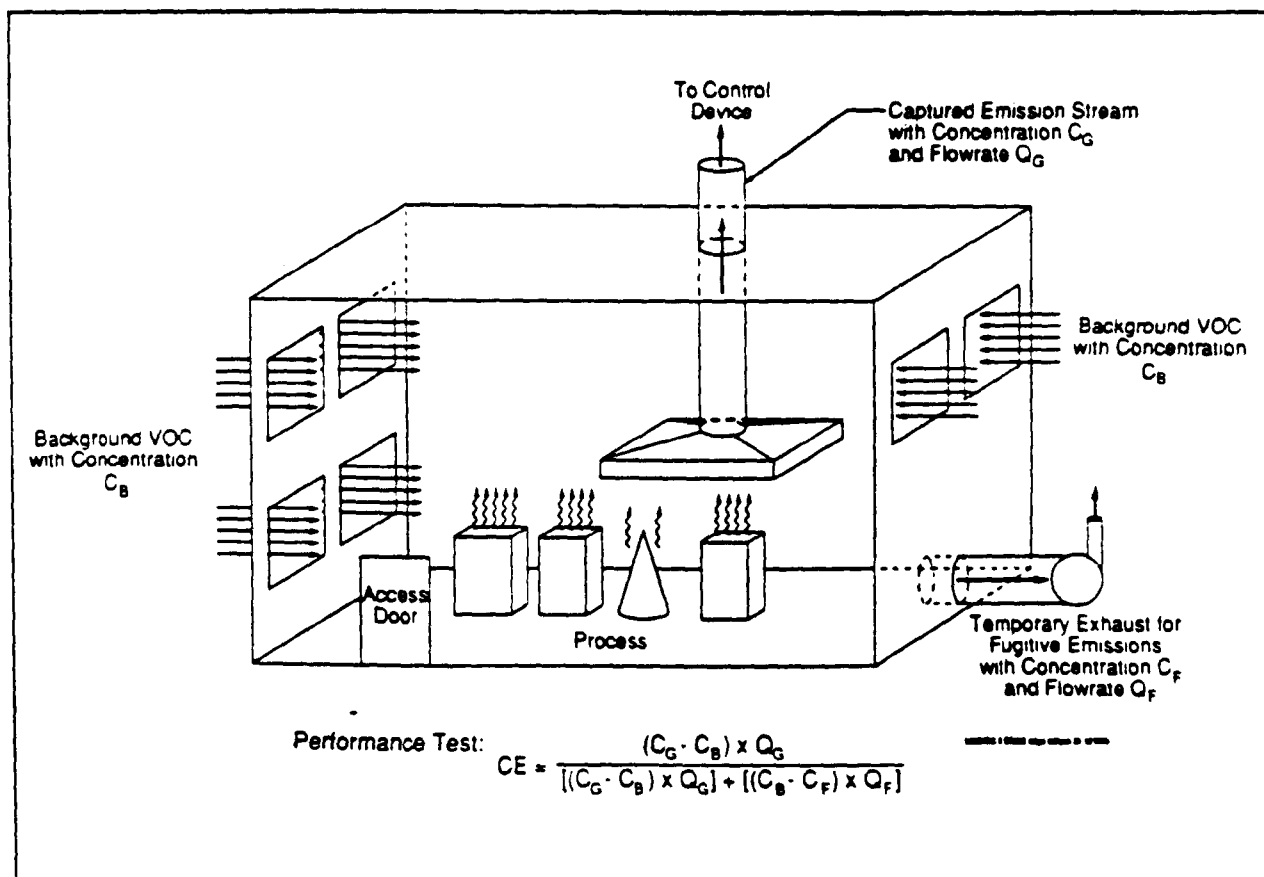 To Control
Device
Captured Emission Stream
with Concentration C_G
and Flowrate Q_G
Background VOC
with Concentration
C_B
Background VOC
with Concentration
C_B
Access
Door
Process
Temporary Exhaust for
Fugitive Emissions
with Concentration C_F
and Flowrate Q_F
Performance Test:
CE = (C_G - C_B) x Q_G / [(C_G - C_B) x Q_G] + [(C_B - C_F) x Q_F]